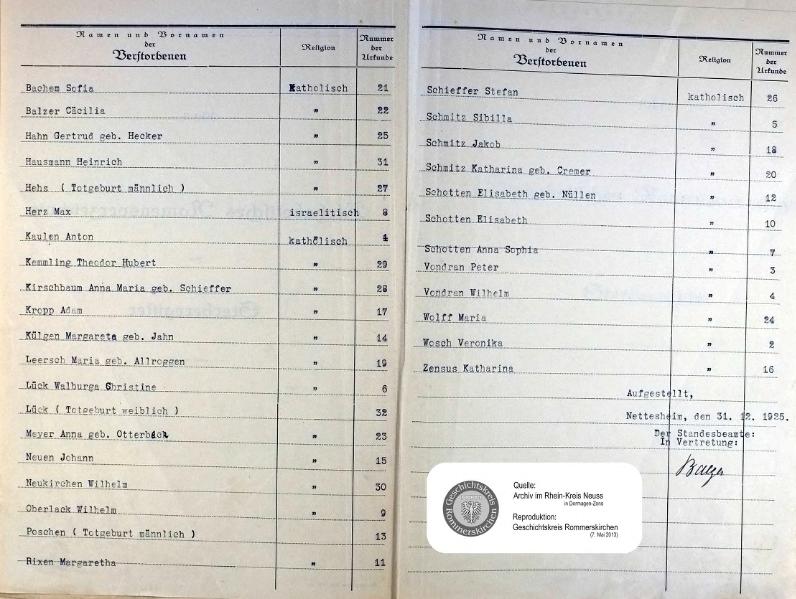 Namen und Vornamen
der
Verstorbenen
Religion
Nummer
der
Urkunde
Bachem Sofia Katholisch 21
Balzer Cäcilia " 22
Hahn Gertrud geb. Hecker " 25
Hausmann Heinrich " 31
Hehs ( Totgeburt männlich ) " 27
Herz Max israelitisch 8
Kaulen Anton kathölisch 1
Kemmling Theodor Hubert " 29
Kirschbaum Anna Maria geb. Schieffer " 28
Kropp Adam " 17
Külgen Margareta geb. Jahn " 14
Leersch Maria geb. Allroggen " 19
Lück Walburga Christine " 6
Lück ( Totgeburt weiblich ) 32
Meyer Anna geb. Otterbäck " 23
Neuen Johann " 15
Neukirchen Wilhelm " 30
Oberlack Wilhelm " 9
Poschen ( Totgeburt männlich ) 13
Rixen Margaretha " 11
Namen und Vornamen
der
Verstorbenen
Religion
Nummer
der
Urkunde
Schieffer Stefan katholisch 26
Schmitz Sibilla " 5
Schmitz Jakob " 18
Schmitz Katharina geb. Cremer " 20
Schotten Elisabeth geb. Nüllen " 12
Schotten Elisabeth " 10
Schotten Anna Sophia " 7
Vondran Peter " 3
Vondran Wilhelm " 4
Wolff Maria " 24
Wosch Veronika " 2
Zensus Katharina " 16
Aufgestellt,
Nettesheim, den 31. 12. 1925.
Der Standesbeamte:
In Vertretung:
Geschichtskreis
Rommerskirchen
Quelle:
Archiv im Rhein-Kreis Neuss
in Dormagen-Zons
Reproduktion:
Geschichtskreis Rommerskirchen
(7. Mai 2013)